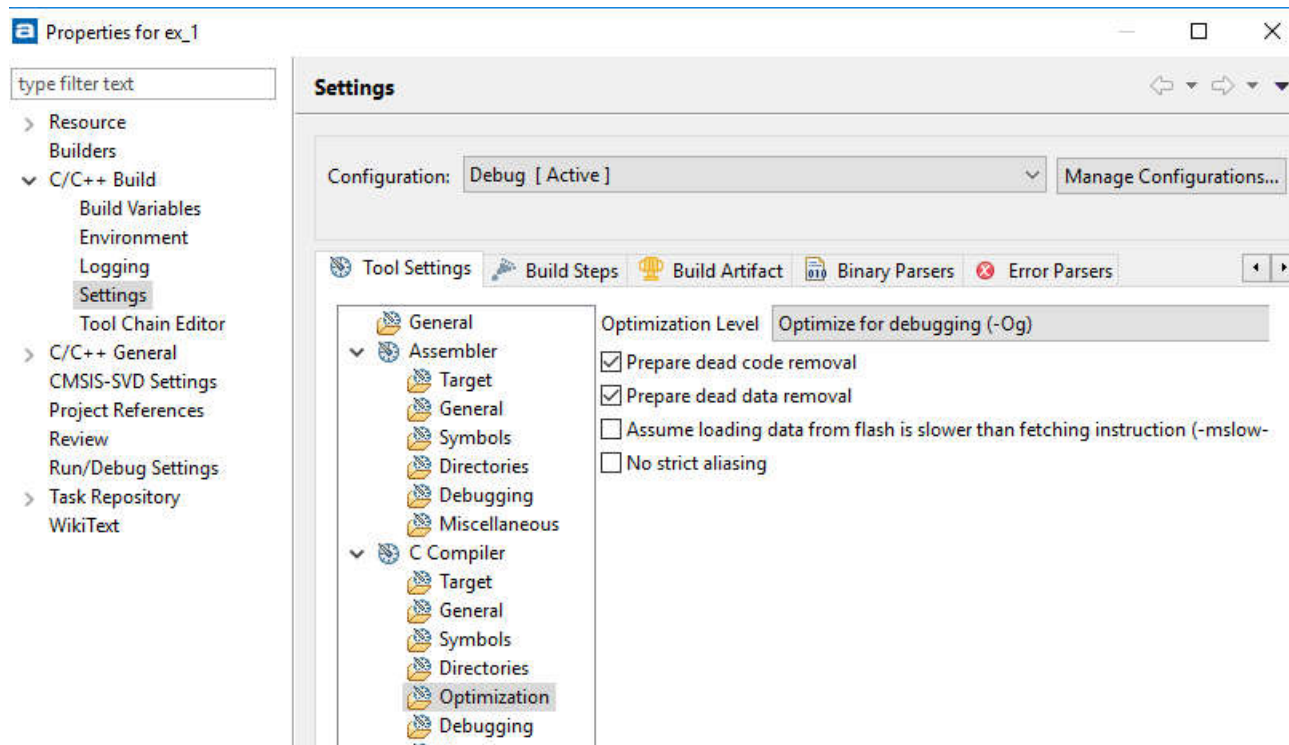 Properties for ex_1
type filter text
Resource
Builders
C/C++ Build
Build Variables
Environment
Logging
Settings
Tool Chain Editor
C/C++ General
CMSIS-SVD Settings
Project References
Review
Run/Debug Settings
Task Repository
WikiText
Settings
Configuration: Debug [ Active ] Manage Configurations...
Tool Settings Build Steps Build Artifact Binary Parsers Error Parsers
General
Assembler
Target
General
Symbols
Directories
Debugging
Miscellaneous
C Compiler
Target
General
Symbols
Directories
Optimization
Debugging
Optimization Level Optimize for debugging (-Og)
Prepare dead code removal
Prepare dead data removal
Assume loading data from flash is slower than fetching instruction (-mslow-
No strict aliasing